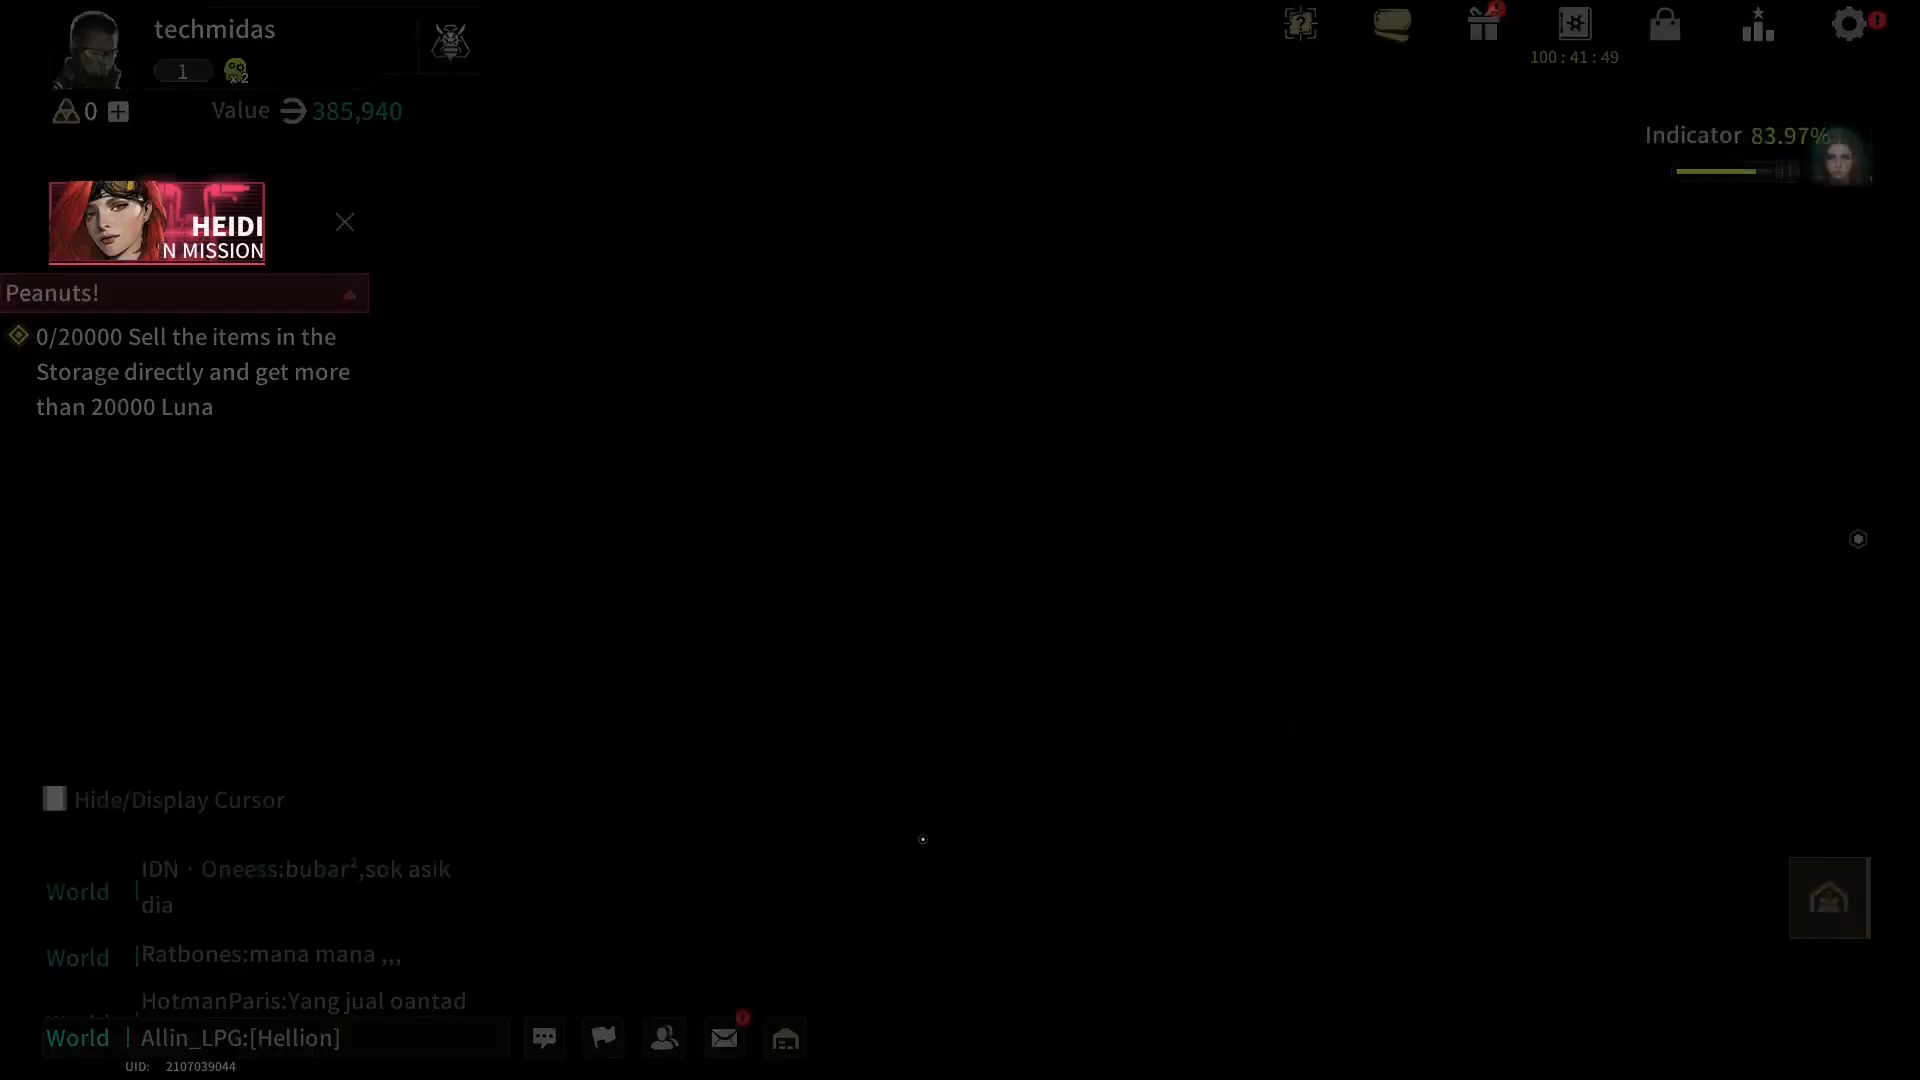 techmidas
1
x2
0
Value 385,940
100 : 41 : 49
Indicator 83.97%
HEIDI
N MISSION
Peanuts!
0/20000 Sell the items in the
Storage directly and get more
than 20000 Luna
Hide/Display Cursor
World IDN · Oneess:bubar²,sok asik
dia
World Ratbones:mana mana ,,,
HotmanParis:Yang jual oantad
World Allin_LPG:[Hellion]
UID: 2107039044